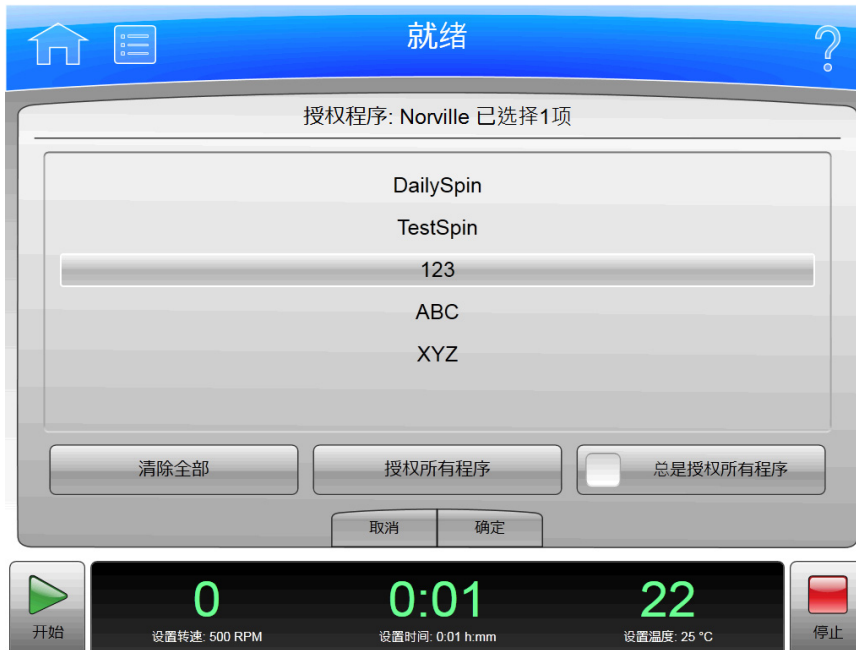 就绪
?
授权程序: Norville 已选择1项
DailySpin
TestSpin
123
ABC
XYZ
清除全部
授权所有程序
总是授权所有程序
取消
确定
0
0:01
22
设置转速: 500 RPM
设置时间: 0:01 h:mm
设置温度: 25 °C
开始
停止